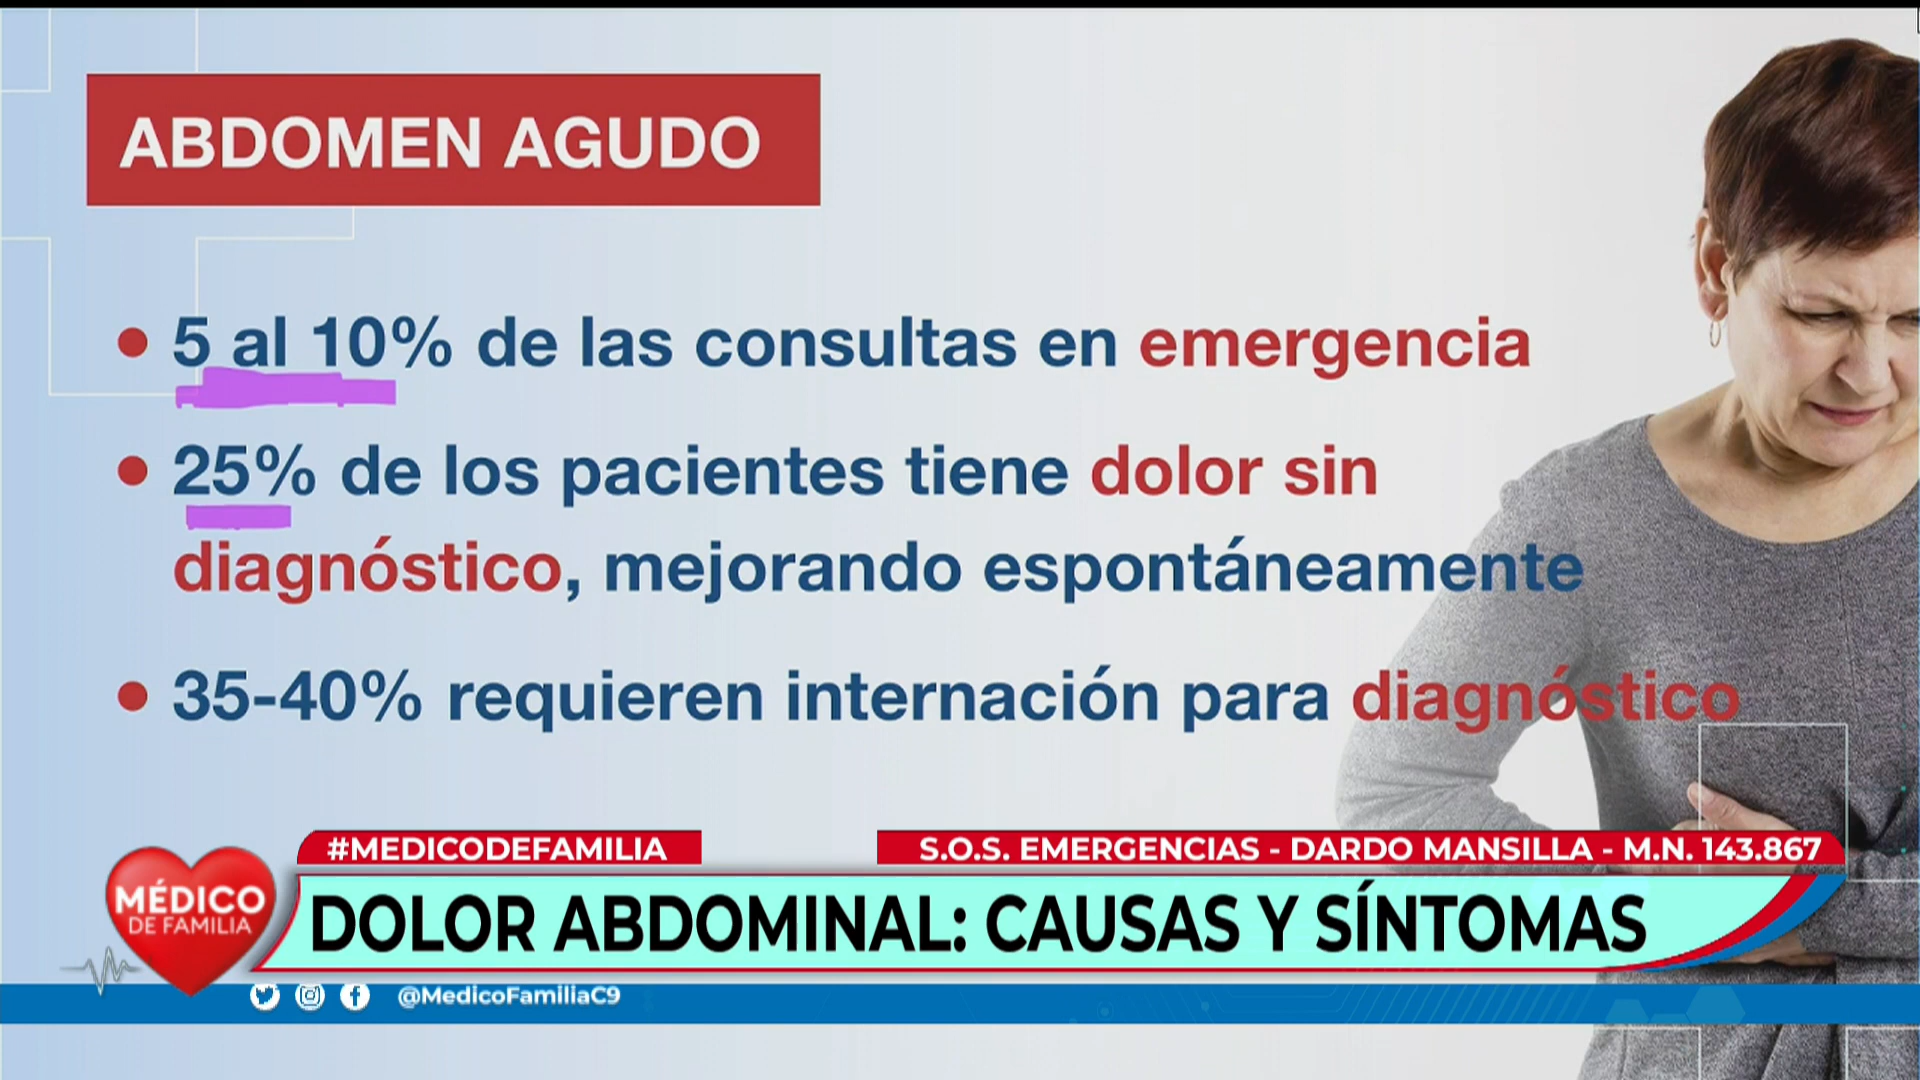 ABDOMEN AGUDO
• 5 al 10% de las consultas en emergencia
• 25% de los pacientes tiene dolor sin
diagnóstico, mejorando espontáneamente
• 35-40% requieren internación para diagnóstico
#MEDICODEFAMILIA
S.O.S. EMERGENCIAS - DARDO MANSILLA - M.N. 143.867
MÉDICO
DE FAMILIA
DOLOR ABDOMINAL: CAUSAS Y SÍNTOMAS
@MedicoFamiliaC9